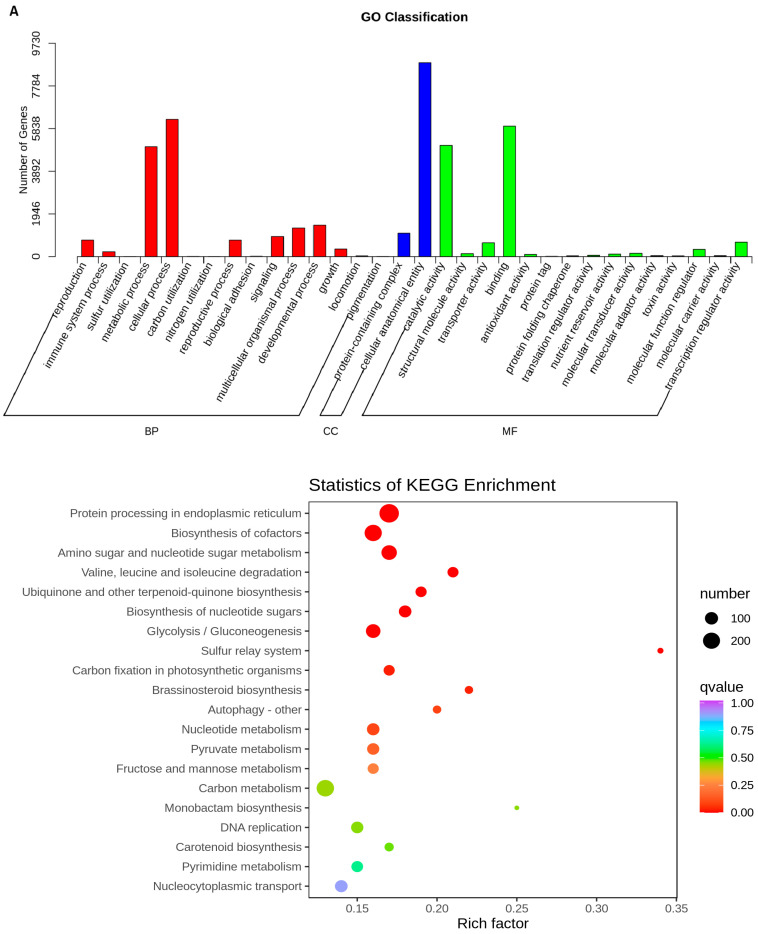 A
GO Classification
Number of Genes
9730
7784
5838
3892
1946
0
reproduction
immune system process
sulfur utilization
metabolic process
cellular process
carbon utilization
nitrogen utilization
reproductive process
biological adhesion
signaling
multicellular organismal process
developmental process
growth
locomotion
pigmentation
protein-containing complex
cellular anatomical entity
catalytic activity
structural molecule activity
transporter activity
binding
antioxidant activity
protein tag
protein folding chaperone
translation regulator activity
nutrient reservoir activity
molecular transducer activity
molecular adaptor activity
toxin activity
molecular function regulator
molecular carrier activity
transcription regulator activity
BP
CC
MF
Statistics of KEGG Enrichment
Protein processing in endoplasmic reticulum
Biosynthesis of cofactors
Amino sugar and nucleotide sugar metabolism
Valine, leucine and isoleucine degradation
Ubiquinone and other terpenoid-quinone biosynthesis
Biosynthesis of nucleotide sugars
Glycolysis / Gluconeogenesis
Sulfur relay system
Carbon fixation in photosynthetic organisms
Brassinosteroid biosynthesis
Autophagy - other
Nucleotide metabolism
Pyruvate metabolism
Fructose and mannose metabolism
Carbon metabolism
Monobactam biosynthesis
DNA replication
Carotenoid biosynthesis
Pyrimidine metabolism
Nucleocytoplasmic transport
0.15
0.20
0.25
0.30
0.35
Rich factor
number
100
200
qvalue
1.00
0.75
0.50
0.25
0.00